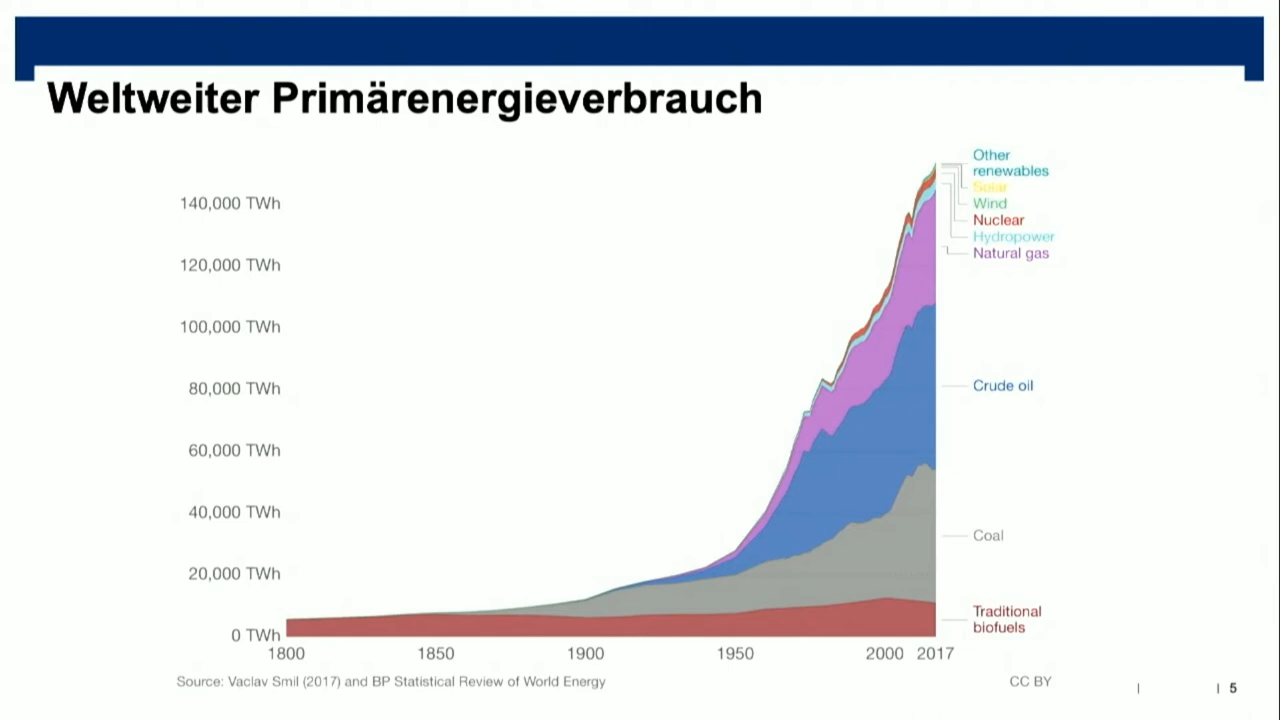 Weltweiter Primärenergieverbrauch
Other
renewables
Solar
Wind
Nuclear
Hydropower
Natural gas
Crude oil
Coal
Traditional
biofuels
140,000 TWh
120,000 TWh
100,000 TWh
80,000 TWh
60,000 TWh
40,000 TWh
20,000 TWh
0 TWh
1800 1850 1900 1950 2000 2017
Source: Vaclav Smil (2017) and BP Statistical Review of World Energy
CC BY
| | 5